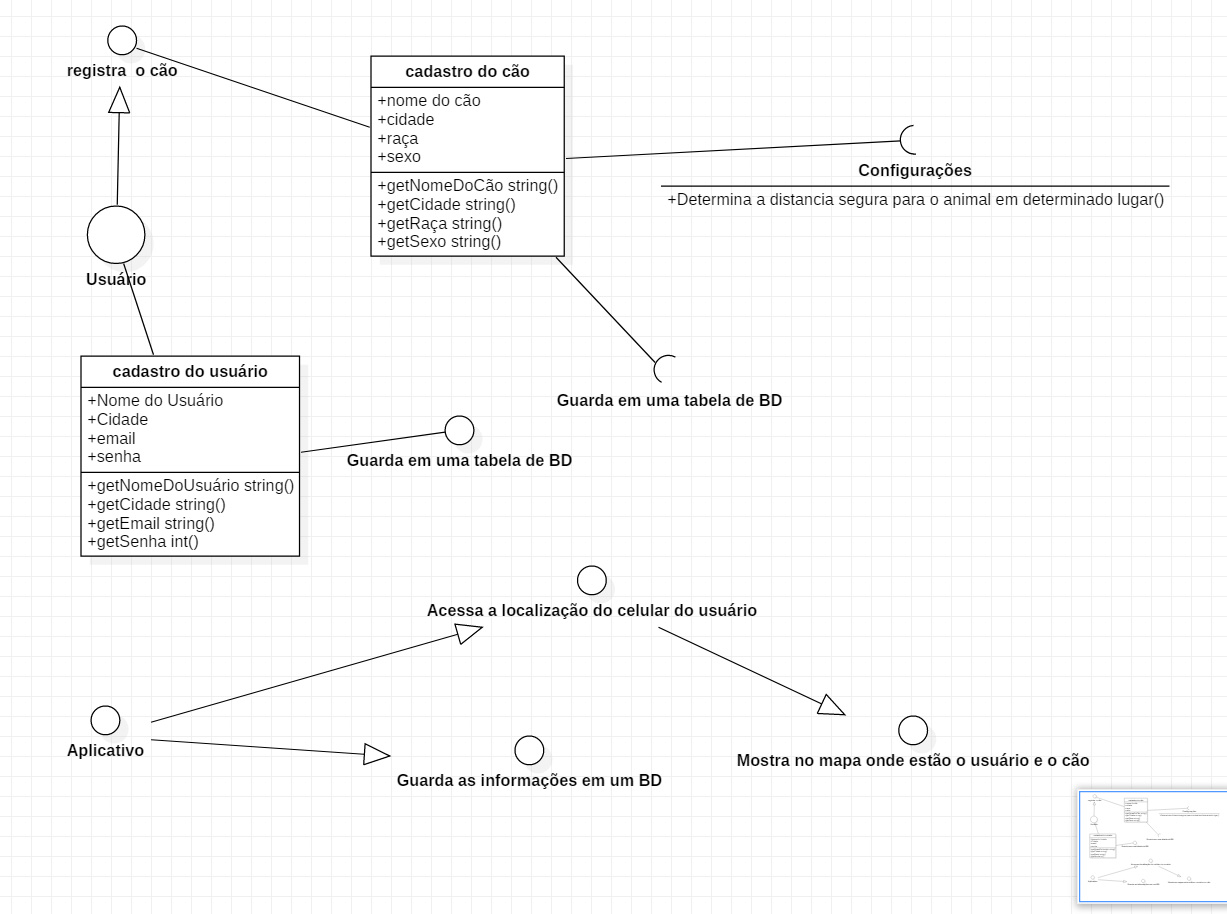 registra  o cão
cadastro do cão
+nome do cão
+cidade
+raça
+sexo
+getNomeDoCão string()
+getCidade string()
+getRaça string()
+getSexo string()
Configurações
+Determina a distancia segura para o animal em determinado lugar()
Usuário
cadastro do usuário
+Nome do Usuário
+Cidade
+email
+senha
+getNomeDoUsuário string()
+getCidade string()
+getEmail string()
+getSenha int()
Guarda em uma tabela de BD
Guarda em uma tabela de BD
Acessa a localização do celular do usuário
Aplicativo
Guarda as informações em um BD
Mostra no mapa onde estão o usuário e o cão